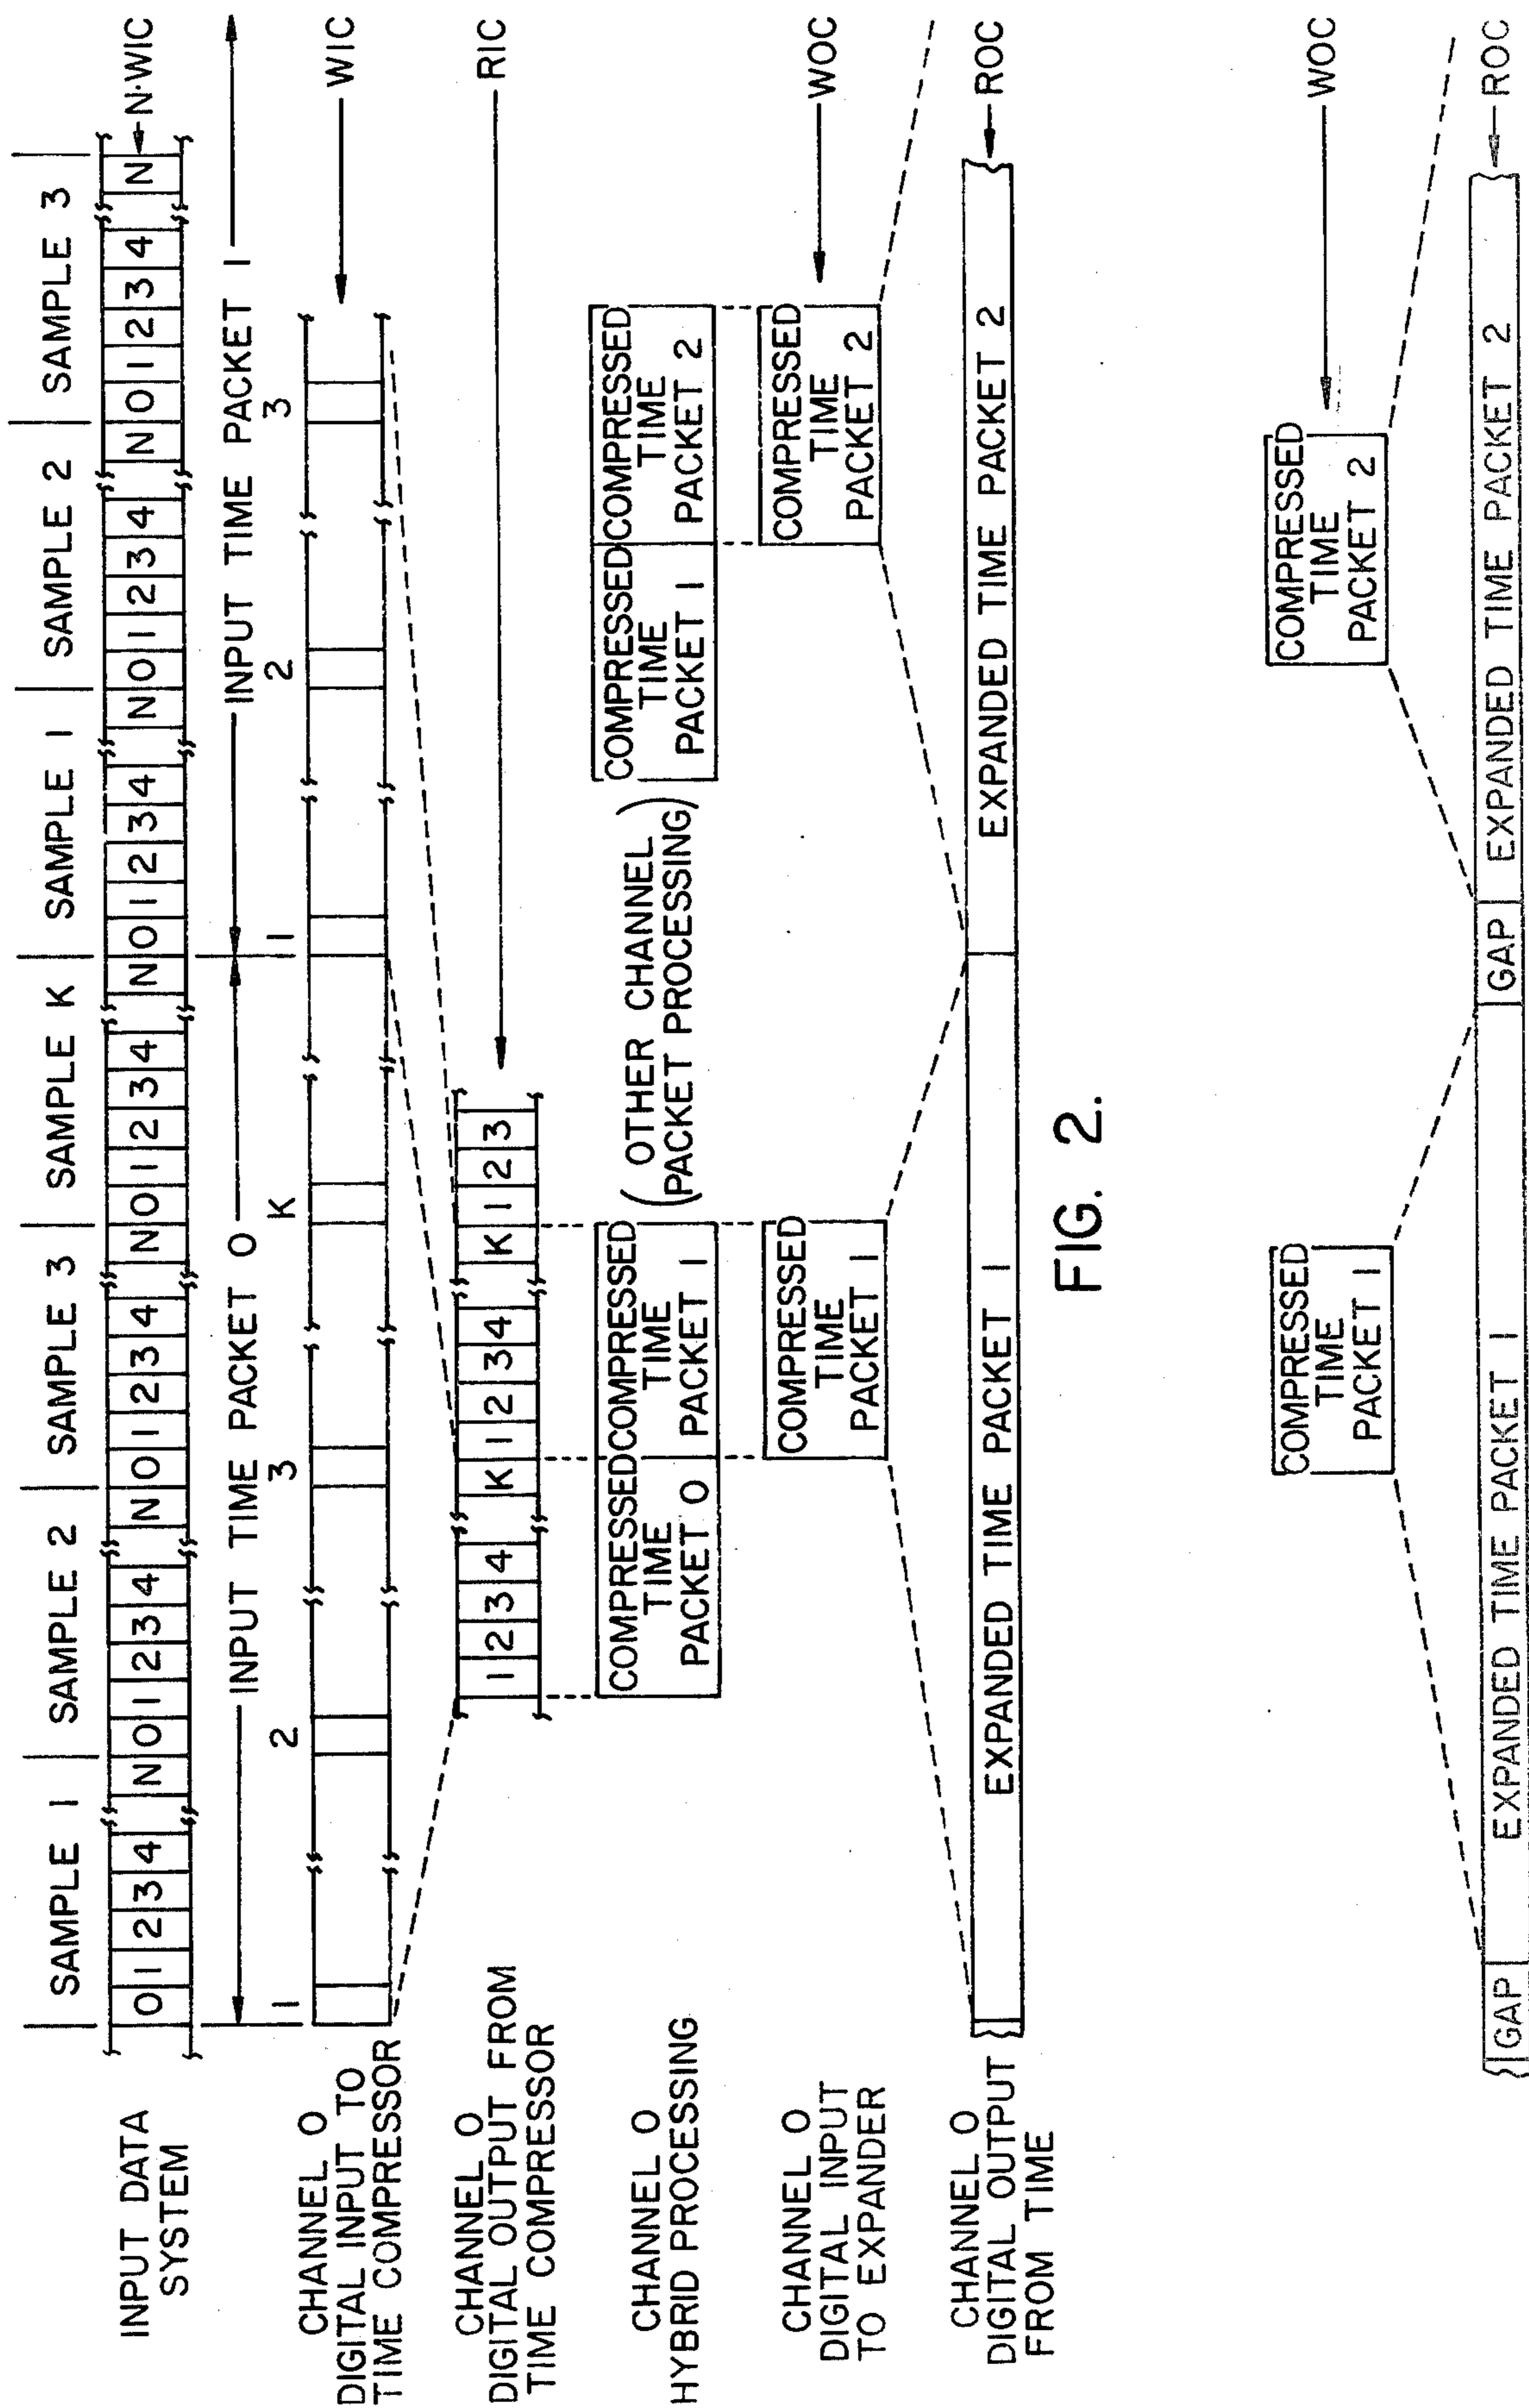 SAMPLE 1 | SAMPLE 2 | SAMPLE 3 | SAMPLE K | SAMPLE 1 | SAMPLE 2 | SAMPLE 3
INPUT DATA
SYSTEM
0 1 2 3 4 N 0 1 2 3 4 N 0 1 2 3 4 N 0 1 2 3 4 N 0 1 2 3 4 N 0 1 2 3 4 N 0 1 2 3 4 N
N·WIC
INPUT TIME PACKET 0
INPUT TIME PACKET 1
1 2 3 K 1 2 3
CHANNEL 0
DIGITAL INPUT TO
TIME COMPRESSOR
WIC
CHANNEL 0
DIGITAL OUTPUT FROM
TIME COMPRESSOR
1 2 3 4 K 1 2 3 4 K 1 2 3
RIC
CHANNEL 0
HYBRID PROCESSING
COMPRESSED
TIME
PACKET 0
COMPRESSED
TIME
PACKET 1
(OTHER CHANNEL
PACKET PROCESSING)
COMPRESSED
TIME
PACKET 1
COMPRESSED
TIME
PACKET 2
CHANNEL 0
DIGITAL INPUT
TO EXPANDER
COMPRESSED
TIME
PACKET 1
COMPRESSED
TIME
PACKET 2
WOC
CHANNEL 0
DIGITAL OUTPUT
FROM TIME
EXPANDED TIME PACKET 1
EXPANDED TIME PACKET 2
ROC
FIG. 2.
COMPRESSED
TIME
PACKET 1
COMPRESSED
TIME
PACKET 2
WOC
GAP
EXPANDED TIME PACKET 1
GAP
EXPANDED TIME PACKET 2
ROC